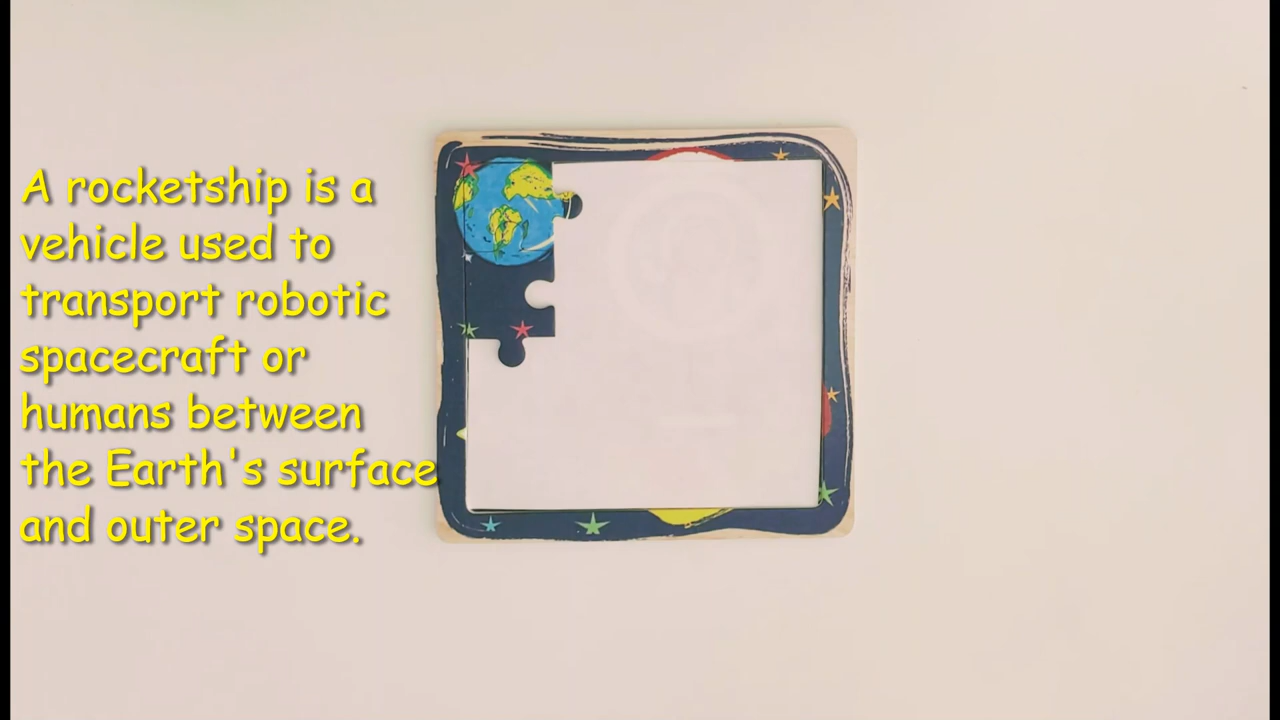 A rocketship is a
vehicle used to
transport robotic
spacecraft or
humans between
the Earth's surface
and outer space.